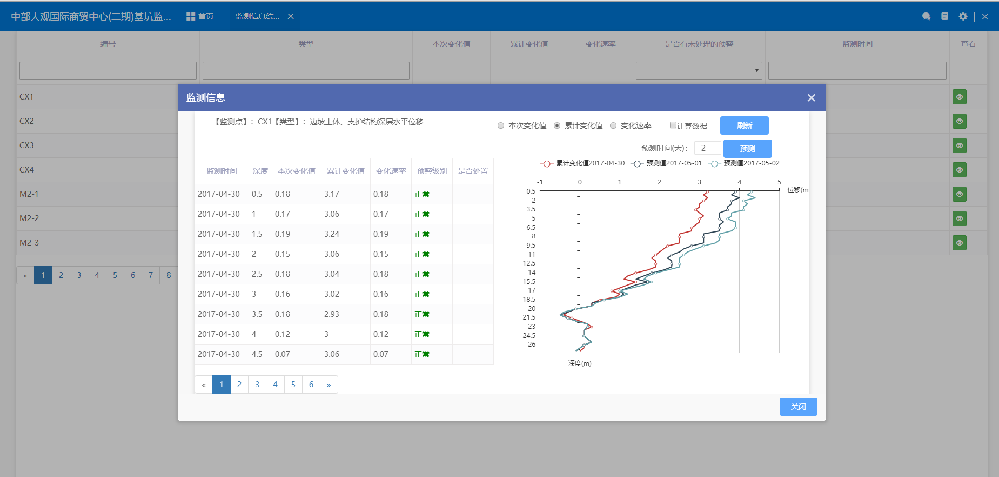 中部大观国际商贸中心(二期)基坑监... 首页 监测信息综...
编号 类型 本次变化值 累计变化值 变化速率 是否有未处理的预警 监测时间 查看
CX1
CX2
CX3
CX4
M2-1
M2-2
M2-3
« 1 2 3 4 5 6 7 8
监测信息
【监测点】：CX1【类型】：边坡土体、支护结构深层水平位移
本次变化值 累计变化值 变化速率 计算数据 刷新
预测时间(天)： 2 预测
监测时间 深度 本次变化值 累计变化值 变化速率 预警级别 是否处置
2017-04-30 0.5 0.18 3.17 0.18 正常
2017-04-30 1 0.17 3.06 0.17 正常
2017-04-30 1.5 0.19 3.24 0.19 正常
2017-04-30 2 0.15 3.06 0.15 正常
2017-04-30 2.5 0.18 3.04 0.18 正常
2017-04-30 3 0.16 3.02 0.16 正常
2017-04-30 3.5 0.18 2.93 0.18 正常
2017-04-30 4 0.12 3 0.12 正常
2017-04-30 4.5 0.07 3.06 0.07 正常
« 1 2 3 4 5 6 »
累计变化值2017-04-30 预测值2017-05-01 预测值2017-05-02
-1 0 1 2 3 4 5
位移(m
0.5
2
3.5
5
6.5
8
9.5
11
12.5
14
15.5
17
18.5
20
21.5
23
24.5
26
深度(m)
关闭